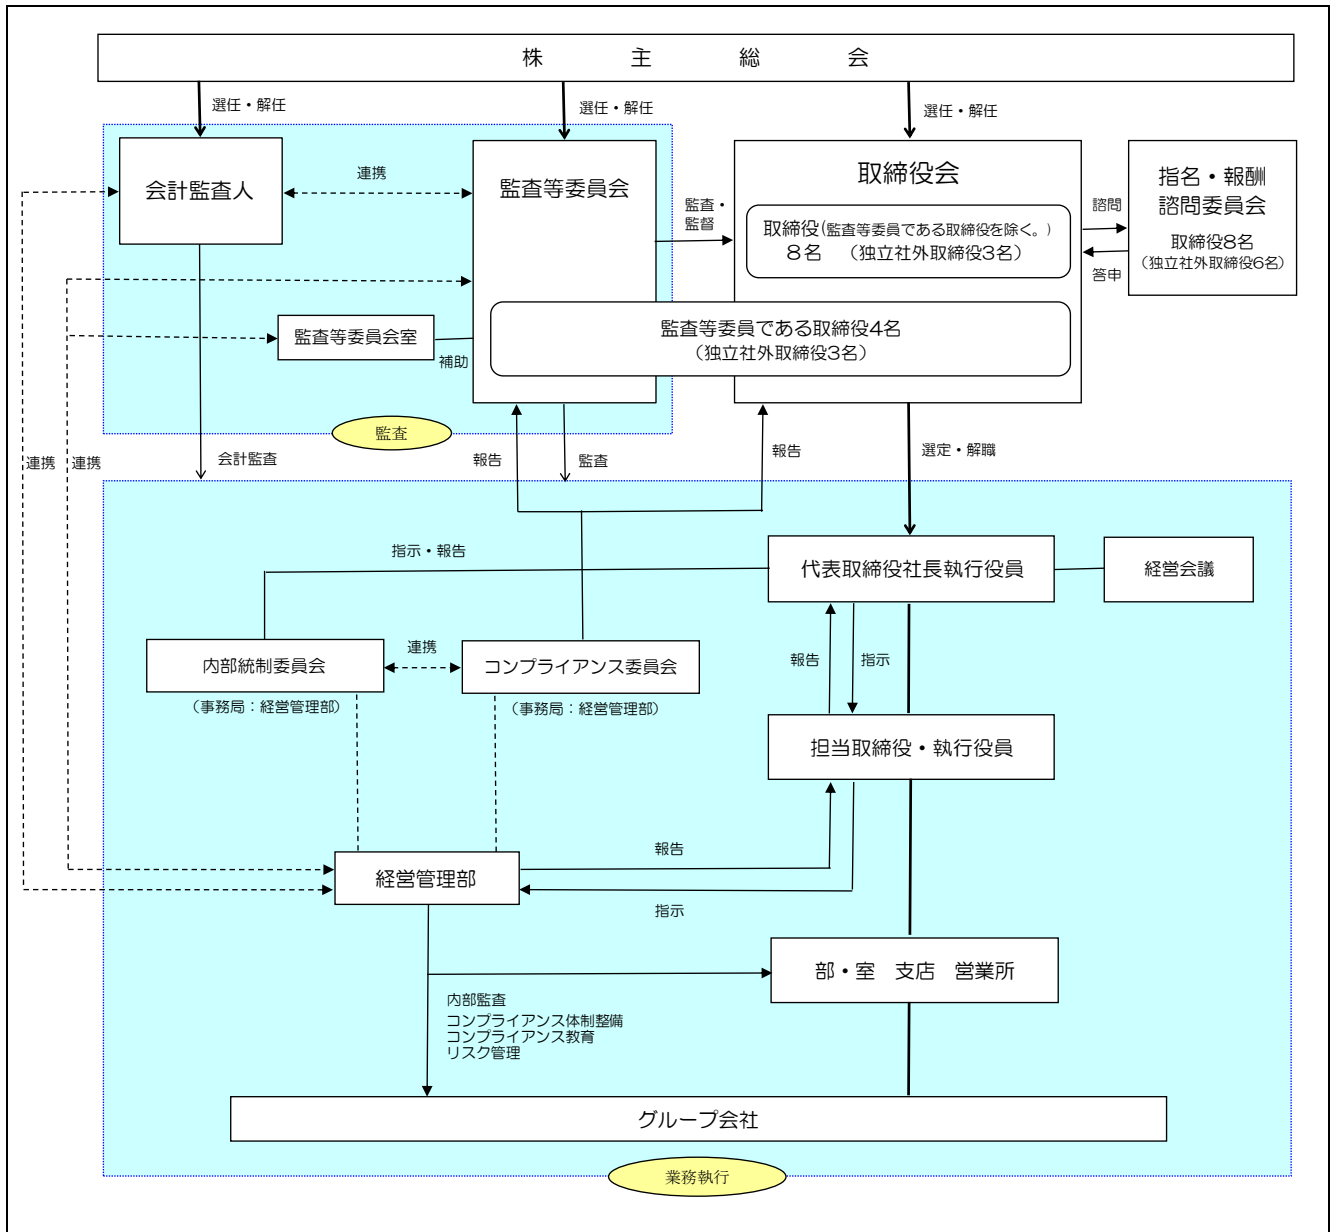 株主総会
選任・解任
選任・解任
選任・解任
会計監査人
連携
監査等委員会
監査・
監督
取締役会
取締役(監査等委員である取締役を除く。)
8名 (独立社外取締役3名)
諮問
答申
指名・報酬
諮問委員会
取締役8名
(独立社外取締役6名)
監査等委員会室
補助
監査等委員である取締役4名
(独立社外取締役3名)
監査
連携
連携
会計監査
報告
監査
報告
選定・解職
指示・報告
代表取締役社長執行役員
経営会議
内部統制委員会
(事務局:経営管理部)
連携
コンプライアンス委員会
(事務局:経営管理部)
報告
指示
担当取締役・執行役員
経営管理部
報告
指示
部・室 支店 営業所
内部監査
コンプライアンス体制整備
コンプライアンス教育
リスク管理
グループ会社
業務執行